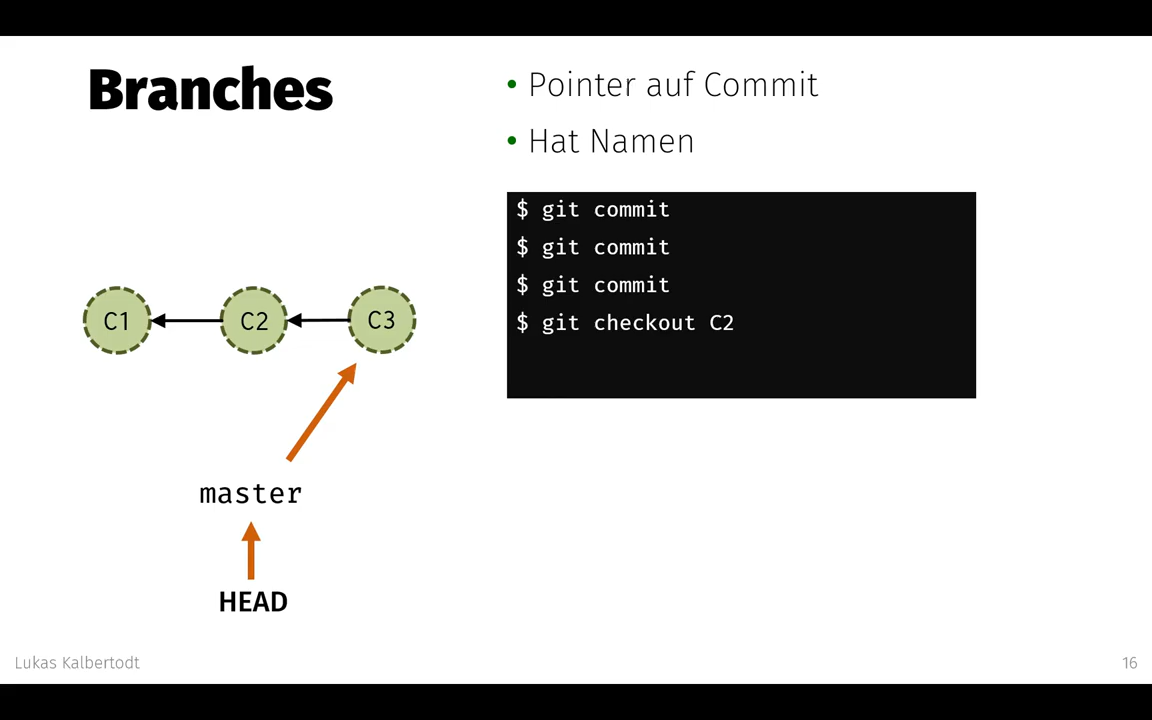 Branches
• Pointer auf Commit
• Hat Namen
$ git commit
$ git commit
$ git commit
$ git checkout C2
C1
C2
C3
master
HEAD
Lukas Kalbertodt
16